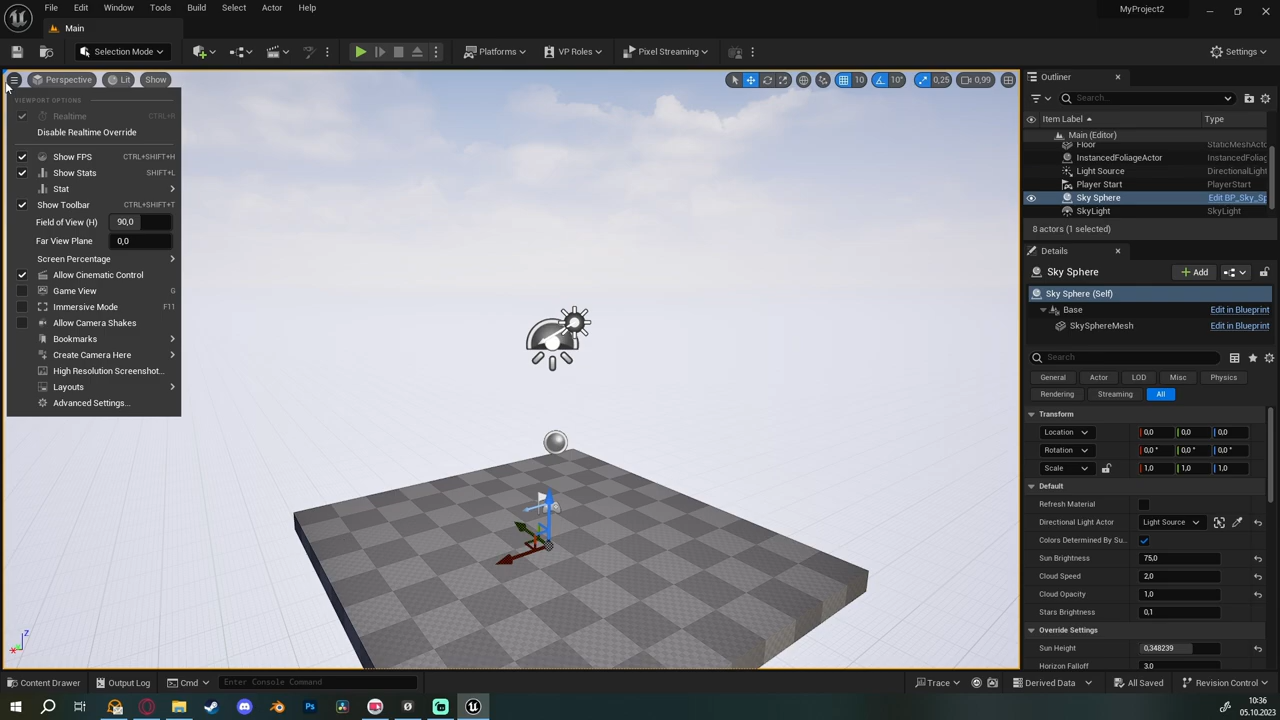 File Edit Window Tools Build Select Actor Help MyProject2
Main
Selection Mode Platforms VP Roles Pixel Streaming Settings
Perspective Lit Show 10 10° 0,25 0,99
VIEWPORT OPTIONS
Realtime CTRL+R
Disable Realtime Override
Show FPS CTRL+SHIFT+H
Show Stats SHIFT+L
Stat
Show Toolbar CTRL+SHIFT+T
Field of View (H) 90,0
Far View Plane 0,0
Screen Percentage
Allow Cinematic Control
Game View G
Immersive Mode F11
Allow Camera Shakes
Bookmarks
Create Camera Here
High Resolution Screenshot...
Layouts
Advanced Settings...
Z
Outliner
Search...
Item Label Type
Main (Editor)
Floor StaticMeshActor
InstancedFoliageActor InstancedFoliag
Light Source DirectionalLight
Player Start PlayerStart
Sky Sphere Edit BP_Sky_Sp
SkyLight SkyLight
8 actors (1 selected)
Details
Sky Sphere Add
Sky Sphere (Self)
Base Edit in Blueprint
SkySphereMesh Edit in Blueprint
Search
General Actor LOD Misc Physics
Rendering Streaming All
Transform
Location 0,0 0,0 0,0
Rotation 0,0 ° 0,0 ° 0,0 °
Scale 1,0 1,0 1,0
Default
Refresh Material
Directional Light Actor Light Source
Colors Determined By Su...
Sun Brightness 75,0
Cloud Speed 2,0
Cloud Opacity 1,0
Stars Brightness 0,1
Override Settings
Sun Height 0,348239
Horizon Falloff 3,0
Content Drawer Output Log Cmd Enter Console Command Trace Derived Data All Saved Revision Control
10:36
05.10.2023